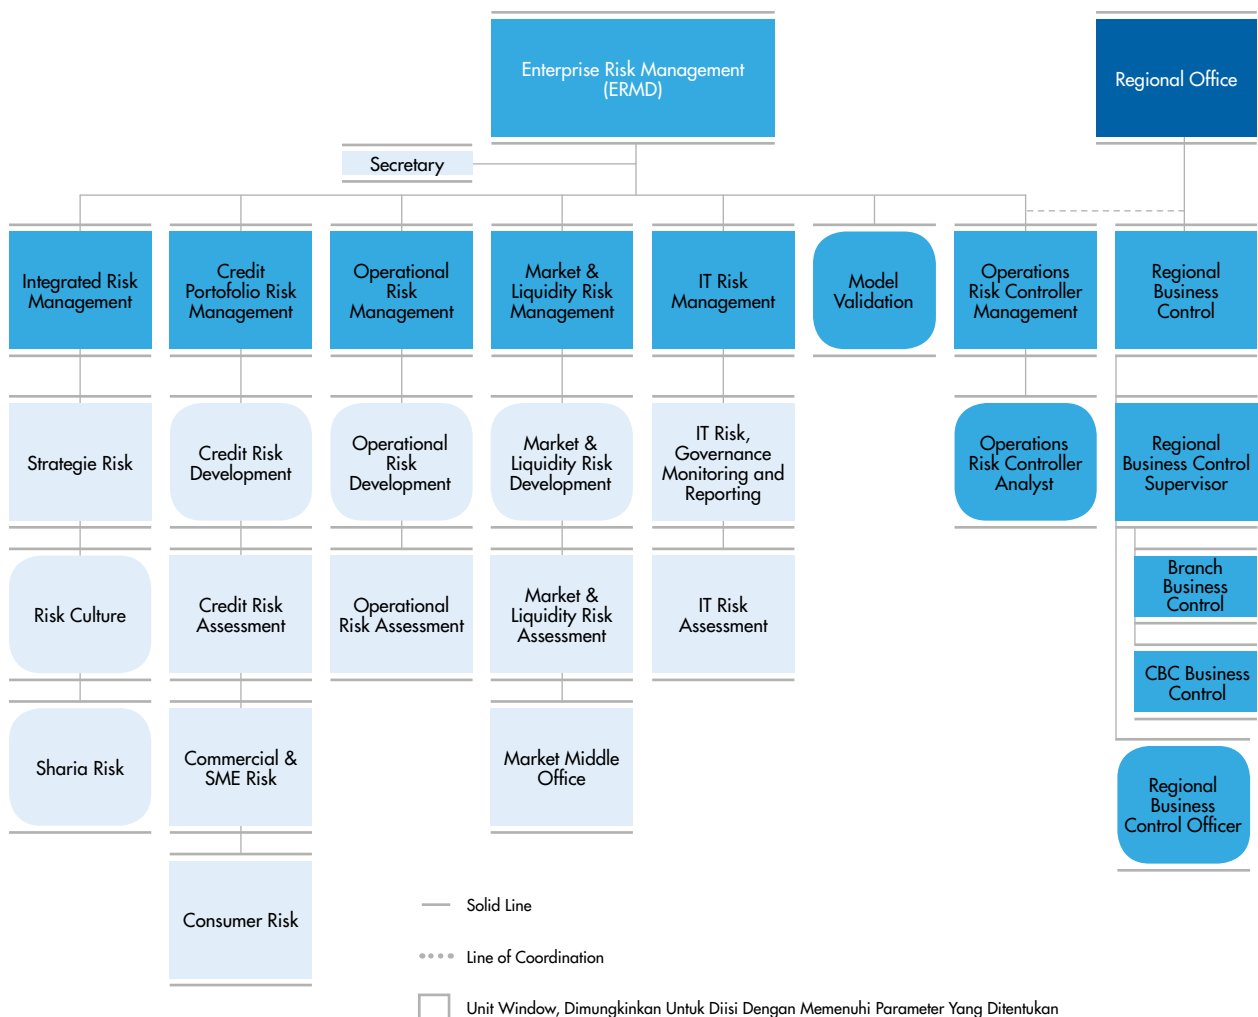 Enterprise Risk Management
(ERMD)
Regional Office
Secretary
Integrated Risk
Management
Credit
Portofolio Risk
Management
Operational
Risk
Management
Market &
Liquidity Risk
Management
IT Risk
Management
Model
Validation
Operations
Risk Controller
Management
Regional
Business
Control
Strategie Risk
Credit Risk
Development
Operational
Risk
Development
Market &
Liquidity Risk
Development
IT Risk,
Governance
Monitoring and
Reporting
Operations
Risk Controller
Analyst
Regional
Business Control
Supervisor
Risk Culture
Credit Risk
Assessment
Operational
Risk Assessment
Market &
Liquidity Risk
Assessment
IT Risk
Assessment
Branch
Business
Control
CBC Business
Control
Sharia Risk
Commercial &
SME Risk
Market Middle
Office
Regional
Business
Control Officer
Consumer Risk
Solid Line
Line of Coordination
Unit Window, Dimungkinkan Untuk Diisi Dengan Memenuhi Parameter Yang Ditentukan